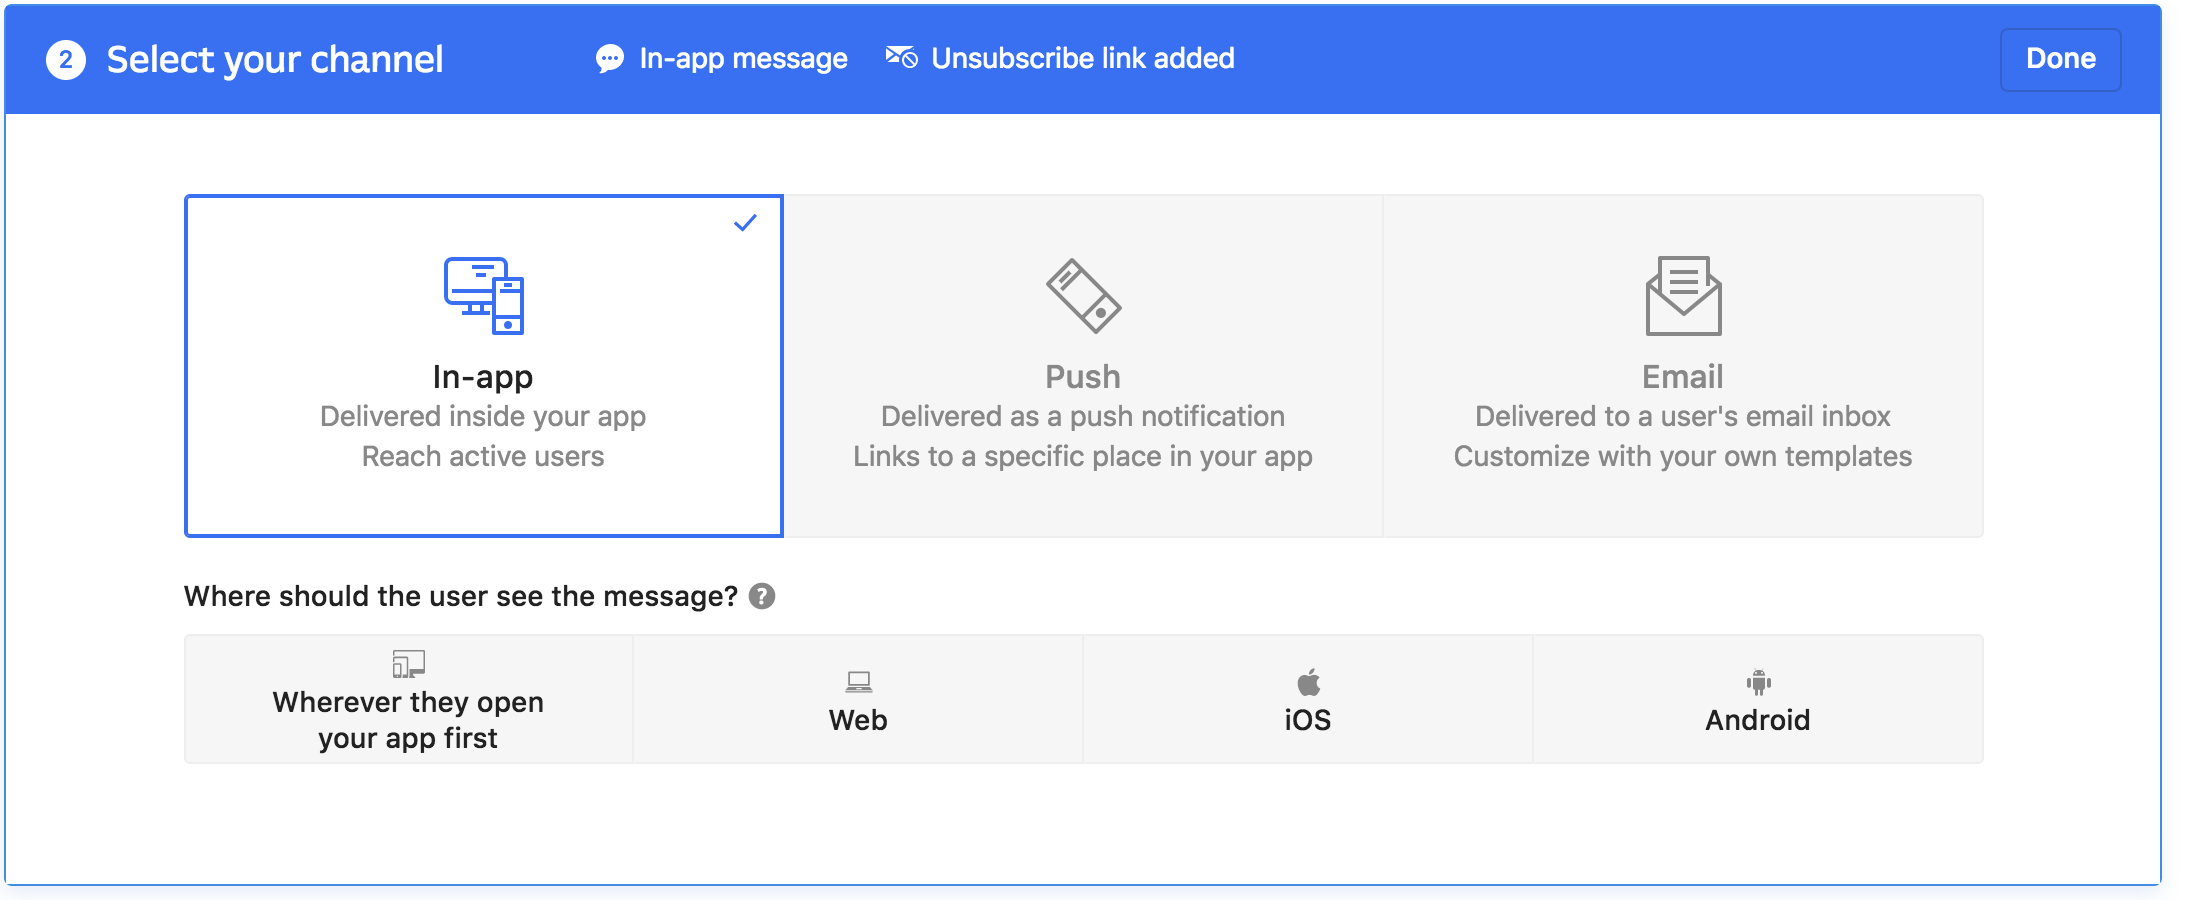 2 Select your channel
In-app message
Unsubscribe link added
Done
In-app
Delivered inside your app
Reach active users
Push
Delivered as a push notification
Links to a specific place in your app
Email
Delivered to a user's email inbox
Customize with your own templates
Where should the user see the message? ?
Wherever they open
your app first
Web
iOS
Android